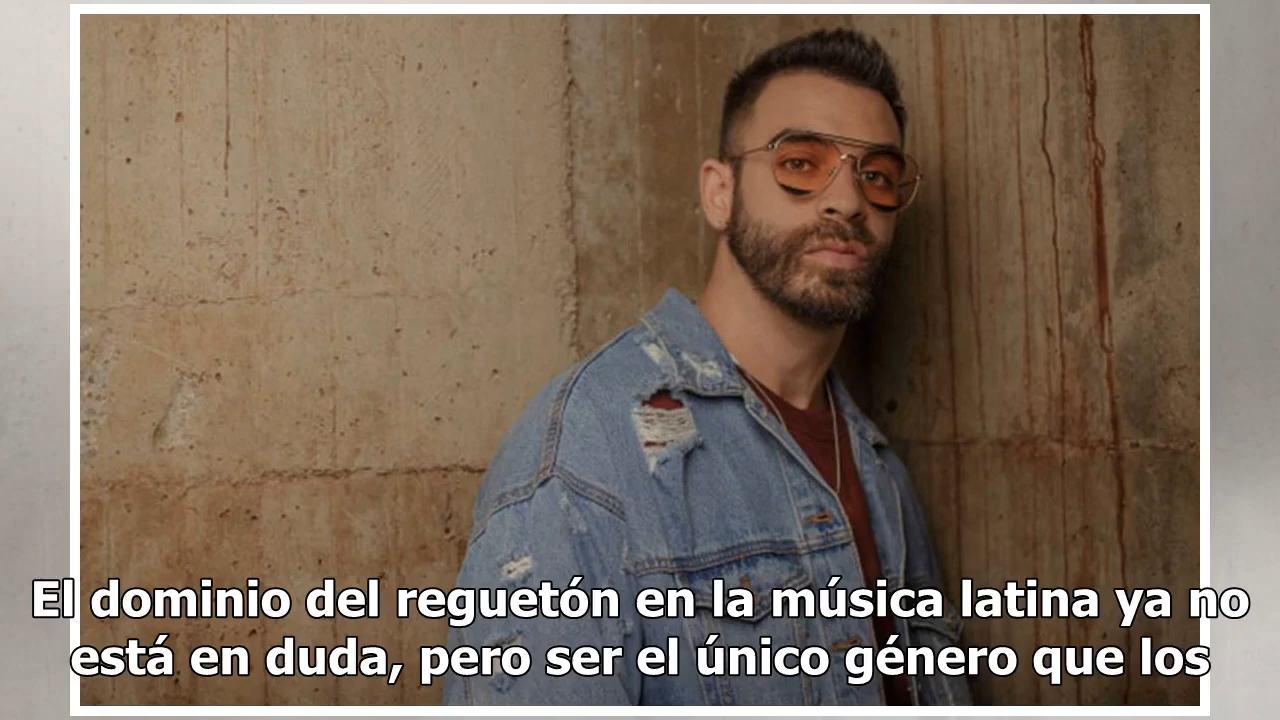 El dominio del reguetón en la música latina ya no
está en duda, pero ser el único género que los